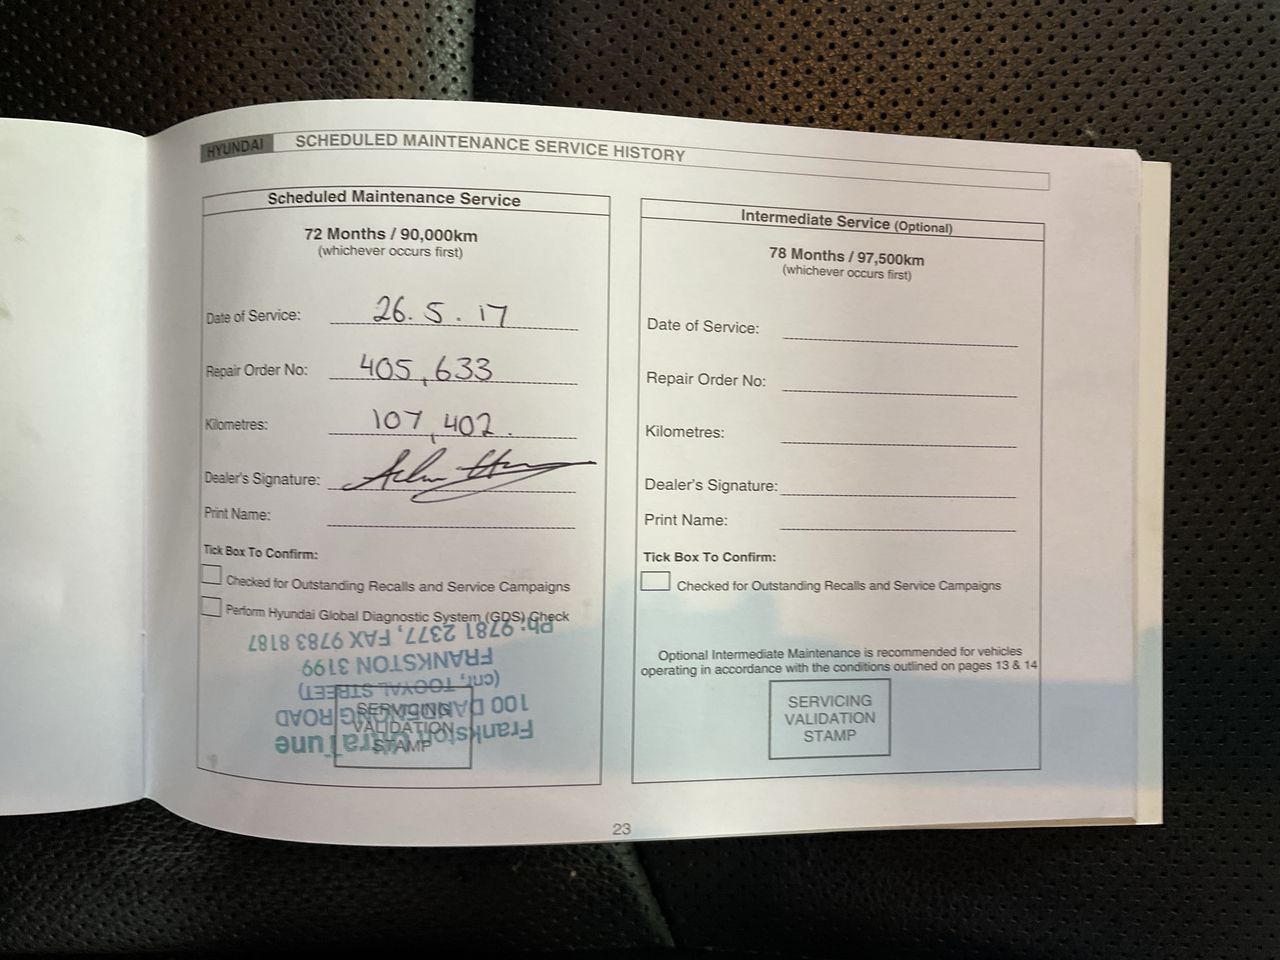 HYUNDAI SCHEDULED MAINTENANCE SERVICE HISTORY
Scheduled Maintenance Service
72 Months / 90,000km
(whichever occurs first)
Date of Service: 26.5.17
Repair Order No: 405,633
Kilometres: 107,402.
Dealer's Signature:
Print Name:
Tick Box To Confirm:
Checked for Outstanding Recalls and Service Campaigns
Perform Hyundai Global Diagnostic System (GDS) Check
SERVICING
VALIDATION
STAMP
Frankston UltraTune
100 DANDENONG ROAD
(cnr. TOOYAL STREET)
FRANKSTON 3199
Ph: 9781 2377, FAX 9783 8187
Intermediate Service (Optional)
78 Months / 97,500km
(whichever occurs first)
Date of Service:
Repair Order No:
Kilometres:
Dealer's Signature:
Print Name:
Tick Box To Confirm:
Checked for Outstanding Recalls and Service Campaigns
Optional Intermediate Maintenance is recommended for vehicles
operating in accordance with the conditions outlined on pages 13 & 14
SERVICING
VALIDATION
STAMP
23